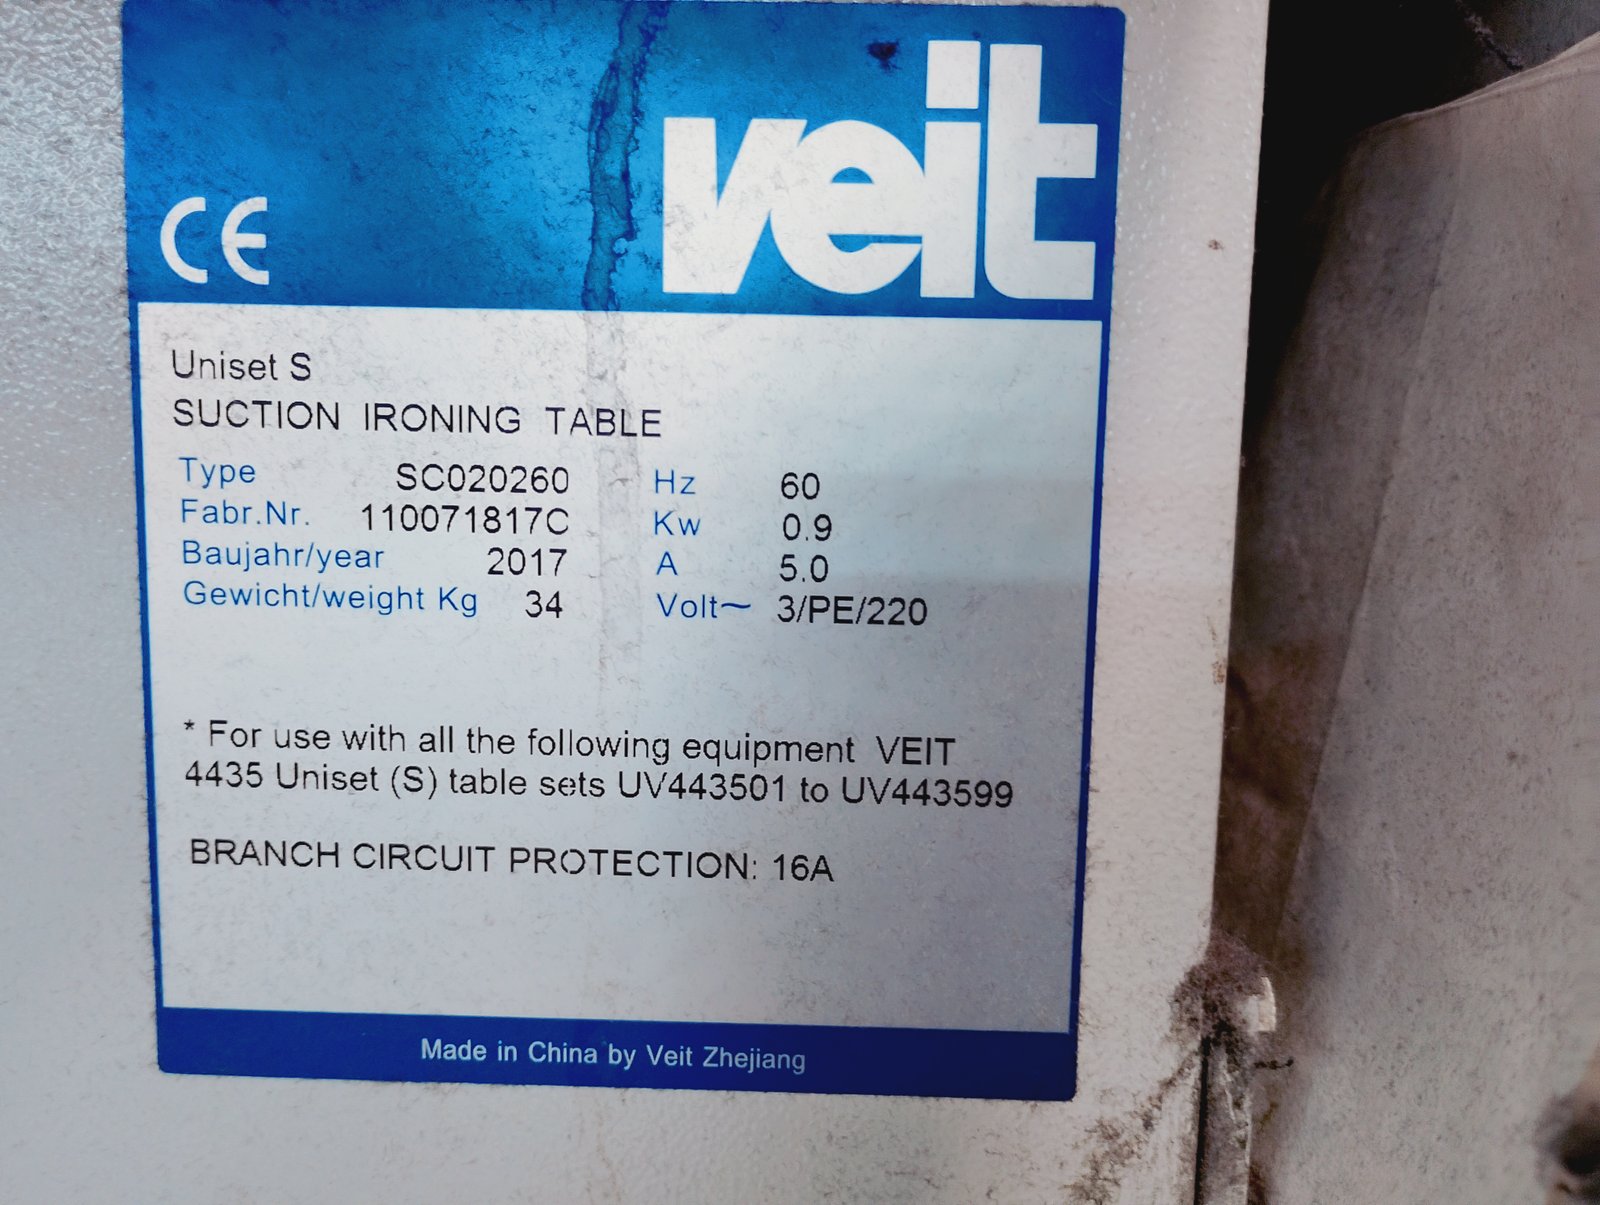 CE
veit
Uniset S
SUCTION IRONING TABLE
Type SC020260 Hz 60
Fabr.Nr. 110071817C Kw 0.9
Baujahr/year 2017 A 5.0
Gewicht/weight Kg 34 Volt~ 3/PE/220
* For use with all the following equipment VEIT
4435 Uniset (S) table sets UV443501 to UV443599
BRANCH CIRCUIT PROTECTION: 16A
Made in China by Veit Zhejiang